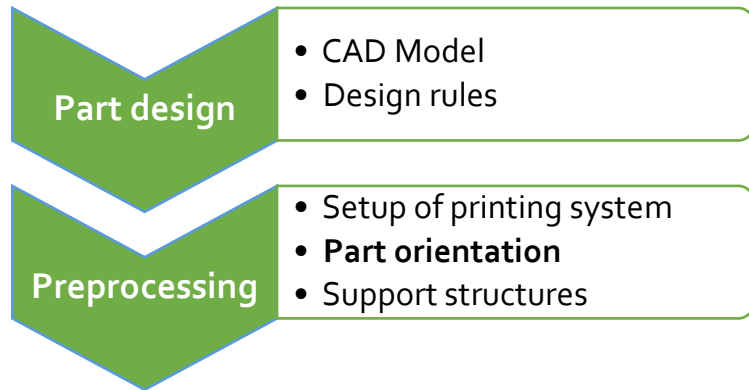 Part design
• CAD Model
• Design rules
Preprocessing
• Setup of printing system
• Part orientation
• Support structures